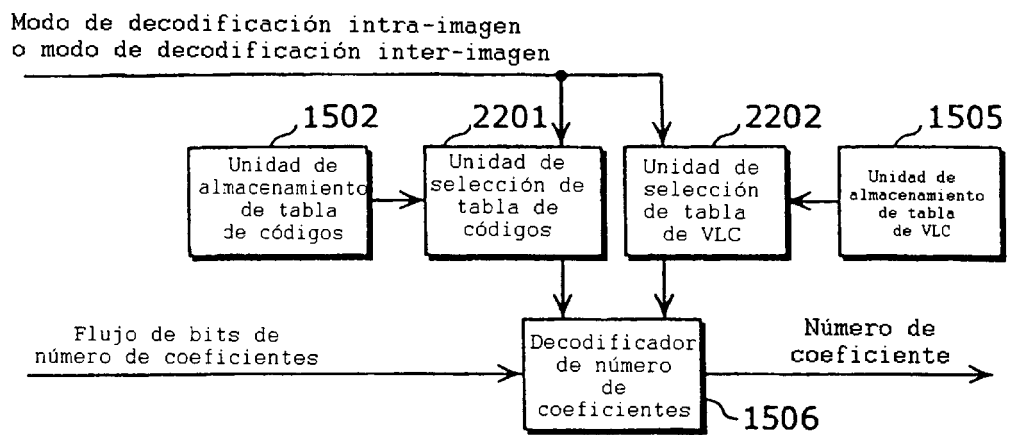 Modo de decodificación intra-imagen
o modo de decodificación inter-imagen
1502
2201
2202
1505
Unidad de
almacenamiento
de tabla
de códigos
Unidad de
selección de
tabla de
códigos
Unidad de
selección
de tabla
de VLC
Unidad de
almacenamiento
de tabla
de VLC
Flujo de bits de
número de coeficientes
Decodificador
de número
de
coeficientes
Número de
coeficiente
1506